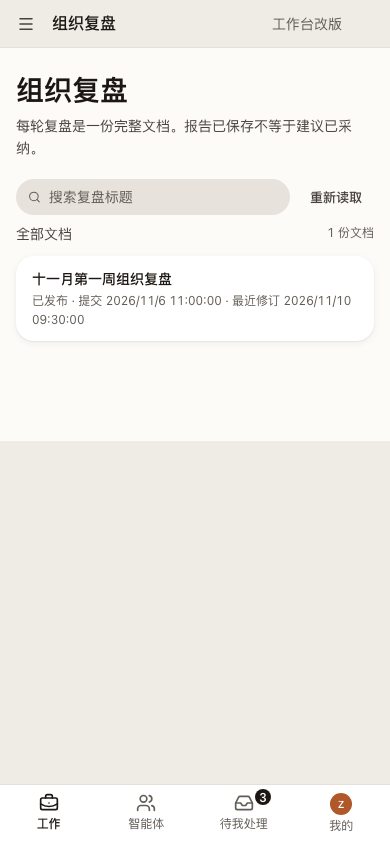 组织复盘
工作台改版
组织复盘
每轮复盘是一份完整文档。报告已保存不等于建议已采
纳。
搜索复盘标题
重新读取
全部文档
1 份文档
十一月第一周组织复盘
已发布 · 提交 2026/11/6 11:00:00 · 最近修订 2026/11/10
09:30:00
3
z
工作
智能体
待我处理
我的